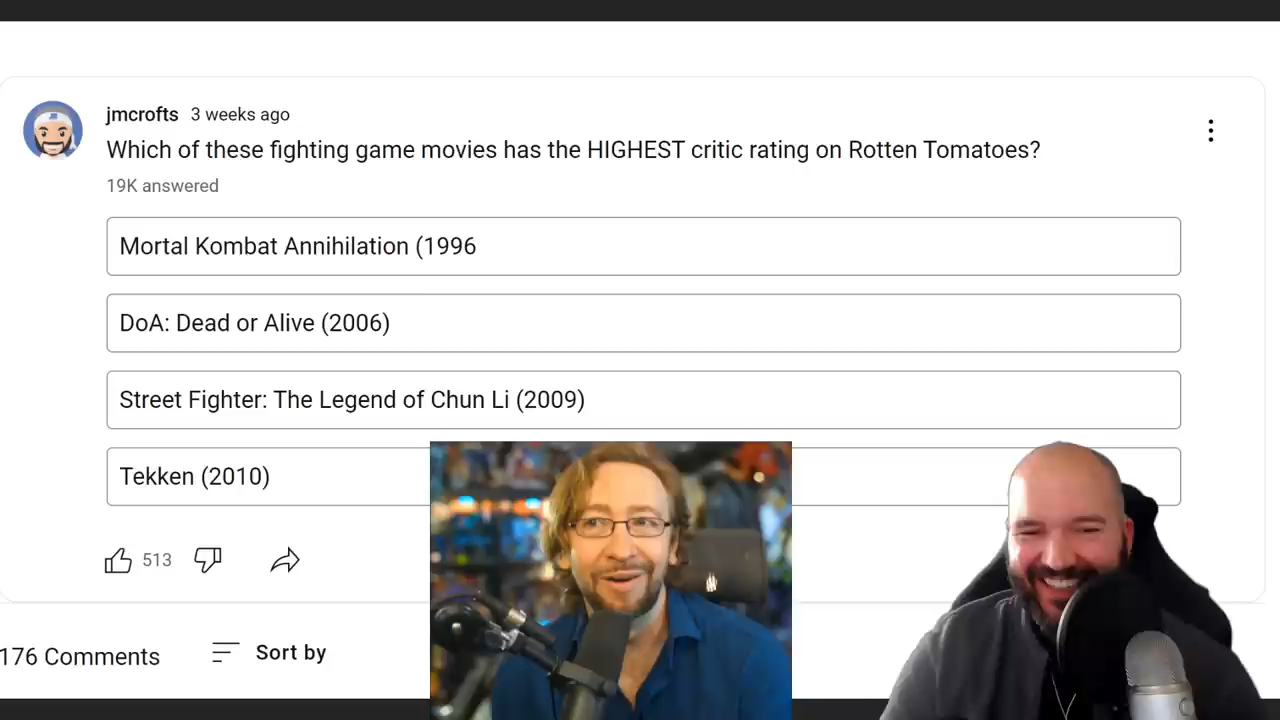 jmcrofts 3 weeks ago
Which of these fighting game movies has the HIGHEST critic rating on Rotten Tomatoes?
19K answered
Mortal Kombat Annihilation (1996
DoA: Dead or Alive (2006)
Street Fighter: The Legend of Chun Li (2009)
Tekken (2010)
513
176 Comments Sort by